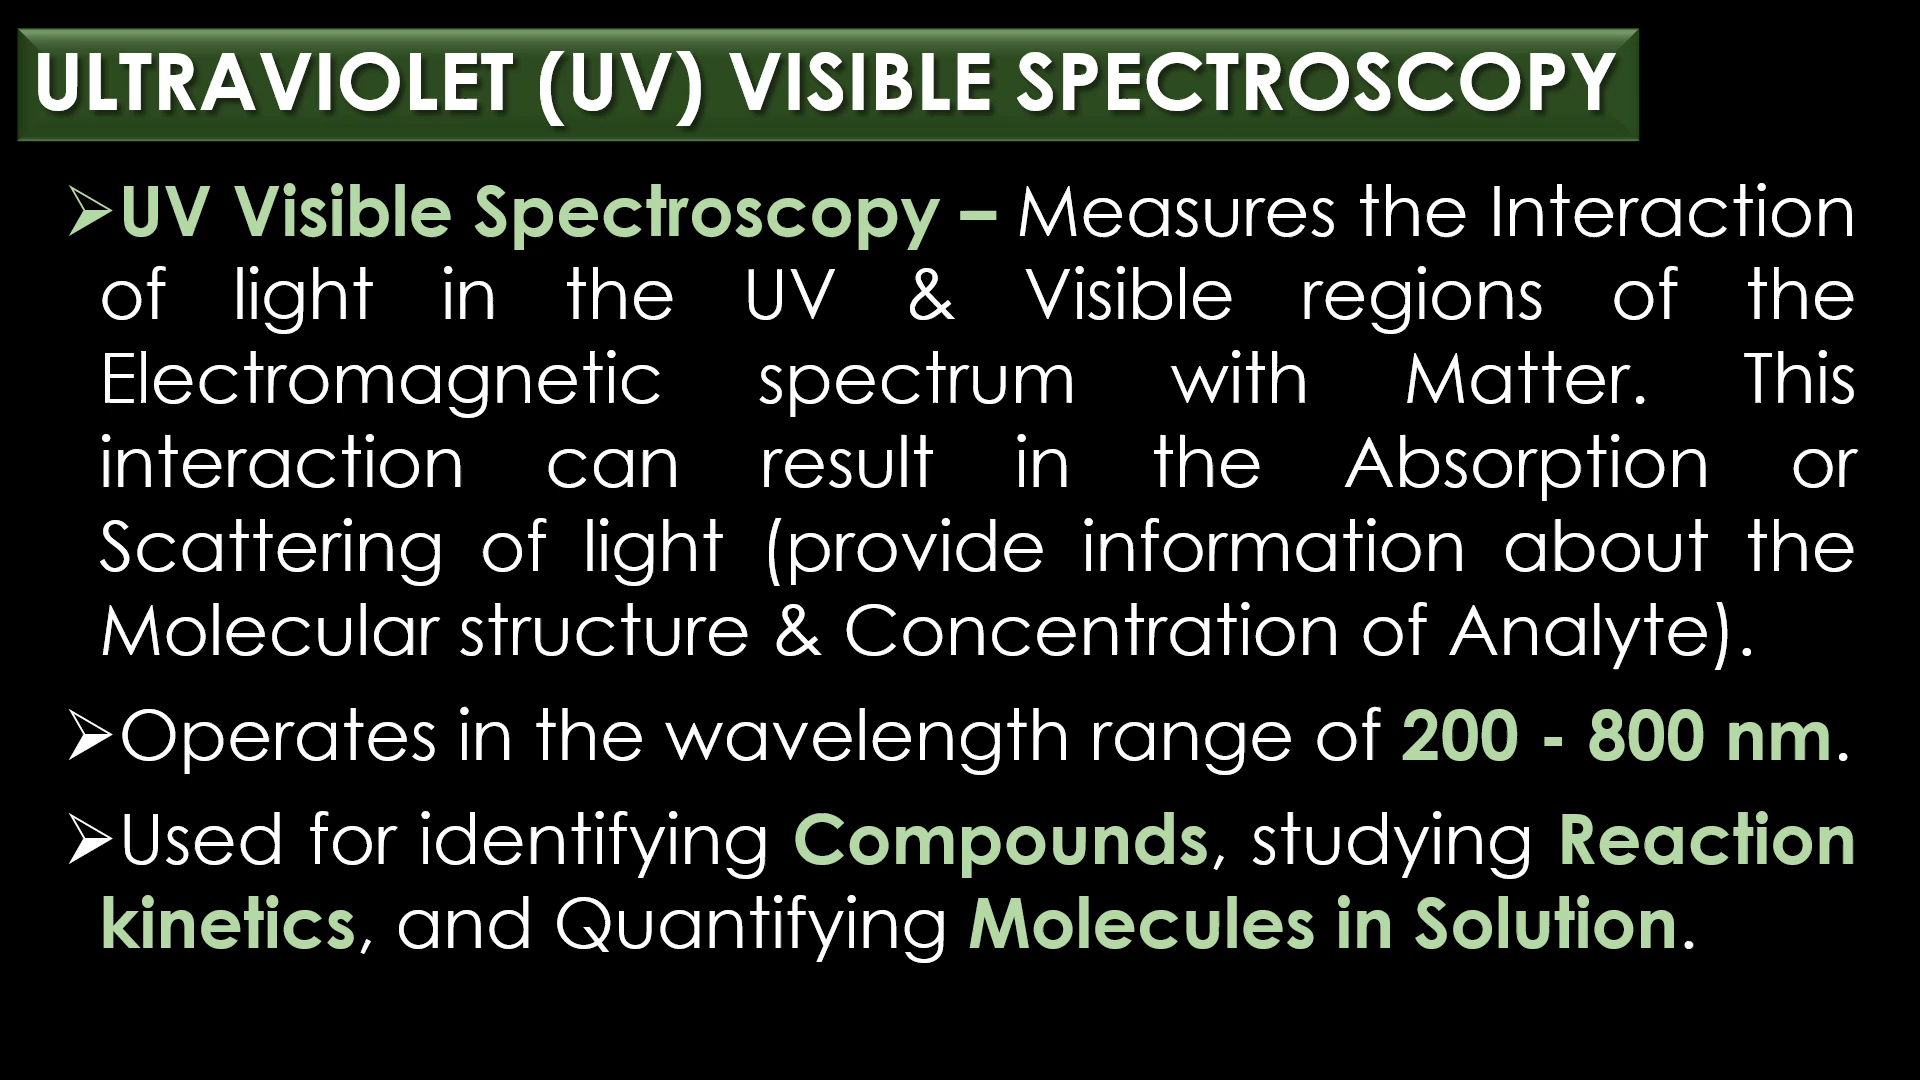 ULTRAVIOLET (UV) VISIBLE SPECTROSCOPY
➢UV Visible Spectroscopy – Measures the Interaction
of light in the UV & Visible regions of the
Electromagnetic spectrum with Matter. This
interaction can result in the Absorption or
Scattering of light (provide information about the
Molecular structure & Concentration of Analyte).
➢Operates in the wavelength range of 200 - 800 nm.
➢Used for identifying Compounds, studying Reaction
kinetics, and Quantifying Molecules in Solution.